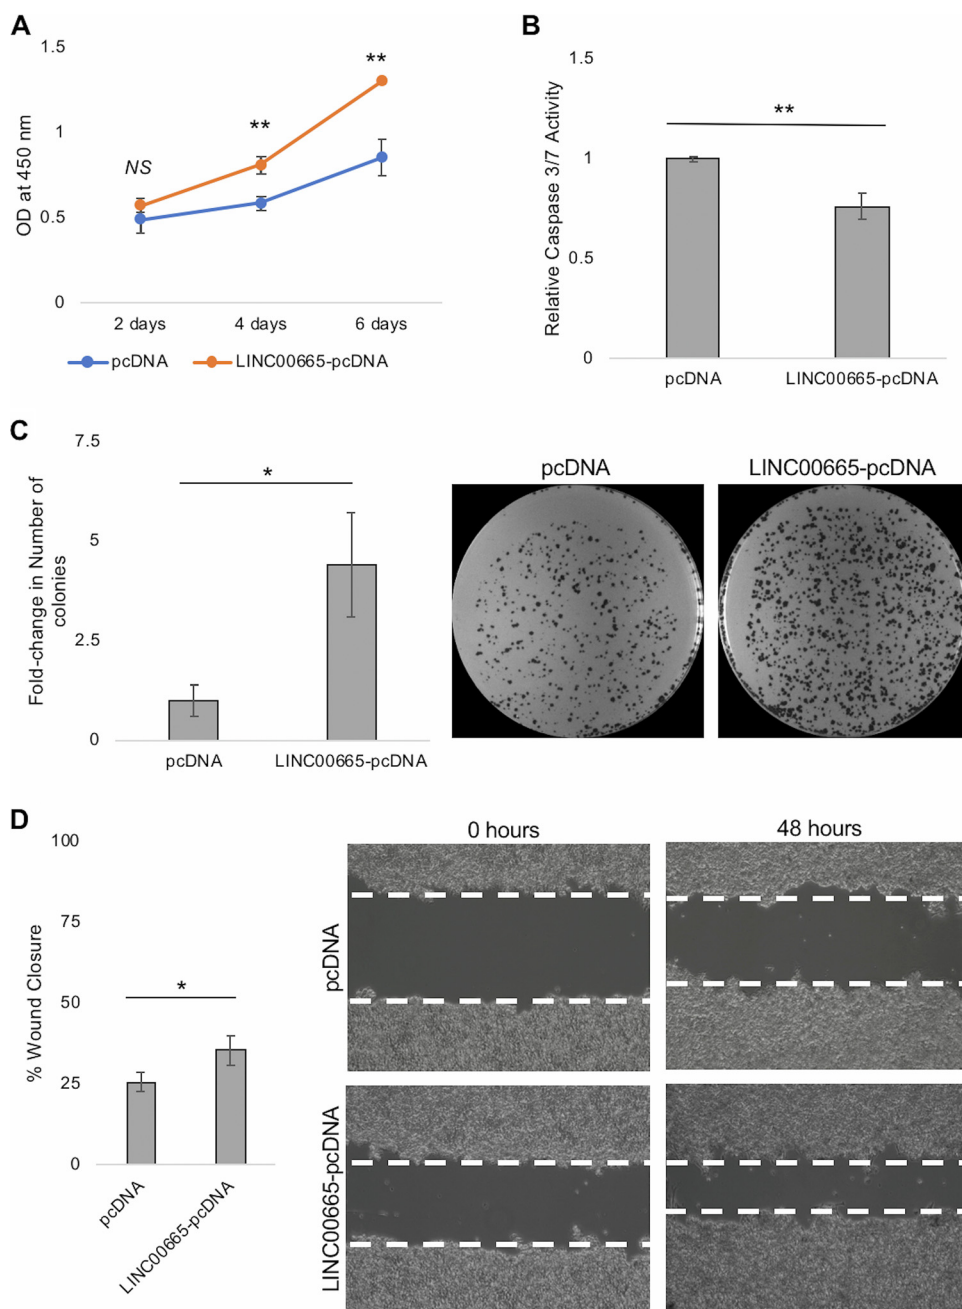 A
OD at 450 nm
1.5
1
0.5
0
NS
**
**
2 days
4 days
6 days
pcDNA
LINC00665-pcDNA
B
Relative Caspase 3/7 Activity
1.5
1
0.5
0
**
pcDNA
LINC00665-pcDNA
C
Fold-change in Number of
colonies
7.5
5
2.5
0
*
pcDNA
LINC00665-pcDNA
pcDNA
LINC00665-pcDNA
D
% Wound Closure
100
75
50
25
0
*
pcDNA
LINC00665-pcDNA
0 hours
48 hours
pcDNA
LINC00665-pcDNA